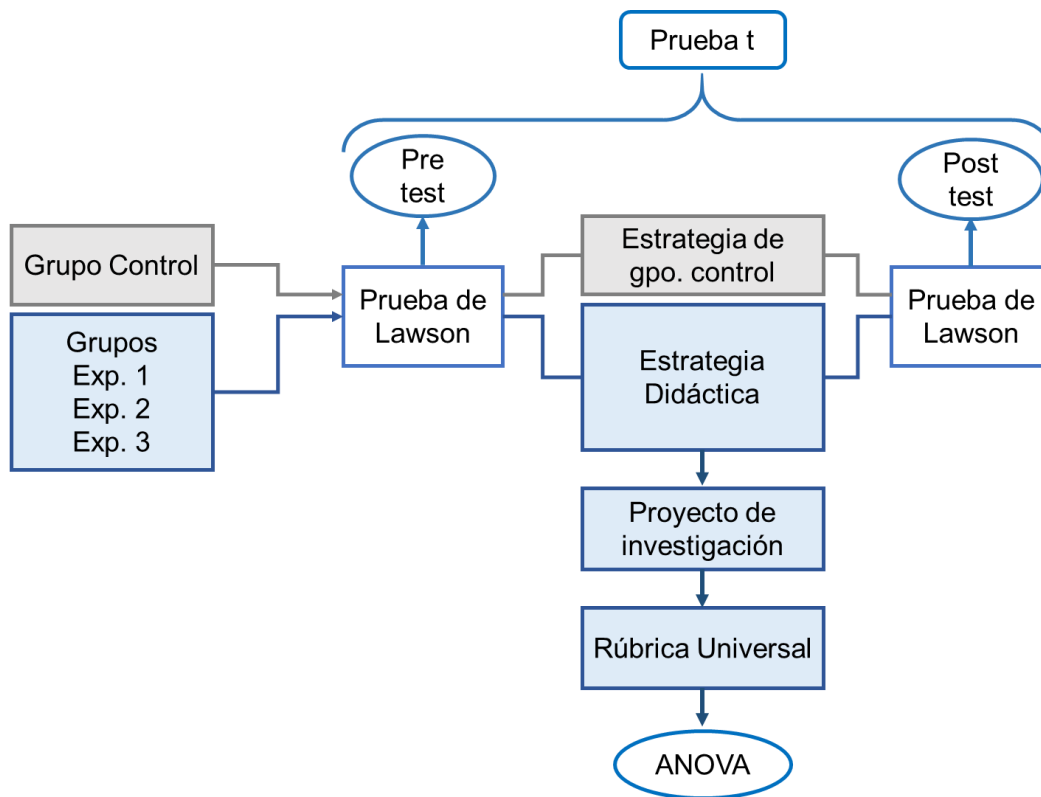 Prueba t
Pre
test
Post
test
Grupo Control
Estrategia de
gpo. control
Prueba de
Lawson
Prueba de
Lawson
Grupos
Exp. 1
Exp. 2
Exp. 3
Estrategia
Didáctica
Proyecto de
investigación
Rúbrica Universal
ANOVA